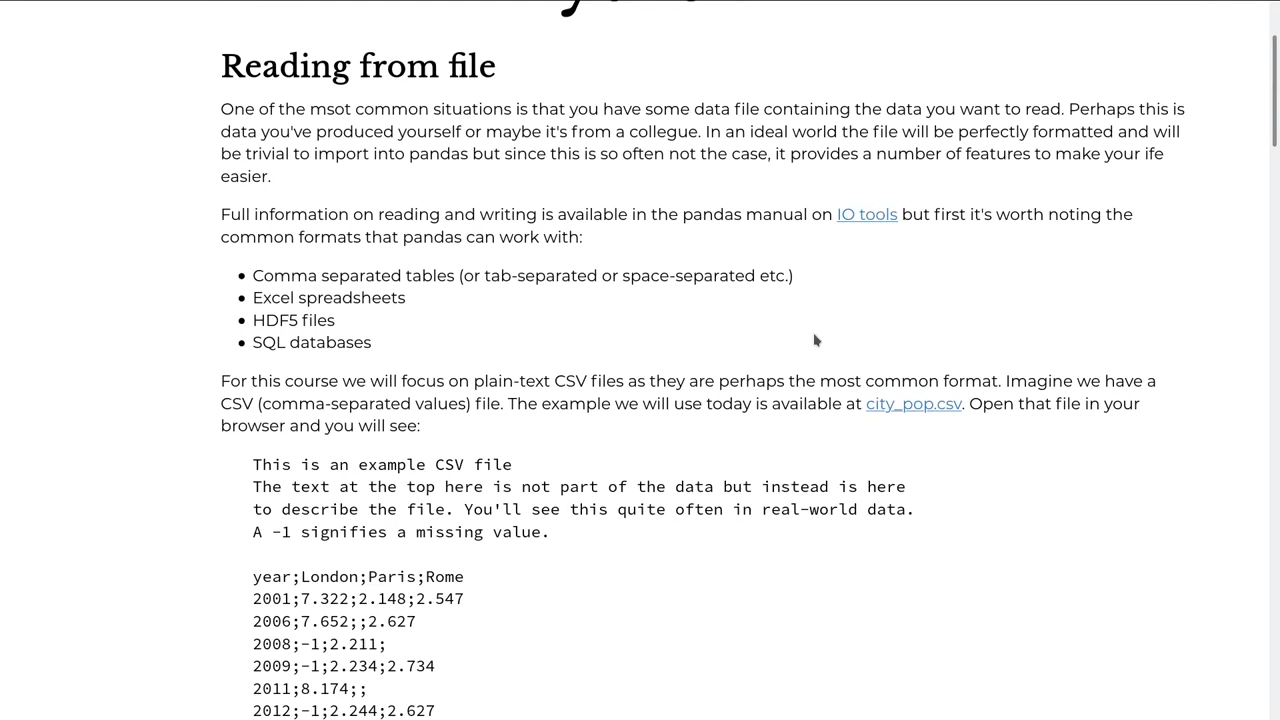 Reading from file
One of the msot common situations is that you have some data file containing the data you want to read. Perhaps this is
data you've produced yourself or maybe it's from a collegue. In an ideal world the file will be perfectly formatted and will
be trivial to import into pandas but since this is so often not the case, it provides a number of features to make your ife
easier.
Full information on reading and writing is available in the pandas manual on IO tools but first it's worth noting the
common formats that pandas can work with:
• Comma separated tables (or tab-separated or space-separated etc.)
• Excel spreadsheets
• HDF5 files
• SQL databases
For this course we will focus on plain-text CSV files as they are perhaps the most common format. Imagine we have a
CSV (comma-separated values) file. The example we will use today is available at city_pop.csv. Open that file in your
browser and you will see:
This is an example CSV file
The text at the top here is not part of the data but instead is here
to describe the file. You'll see this quite often in real-world data.
A -1 signifies a missing value.
year;London;Paris;Rome
2001;7.322;2.148;2.547
2006;7.652;;2.627
2008;-1;2.211;
2009;-1;2.234;2.734
2011;8.174;;
2012;-1;2.244;2.627